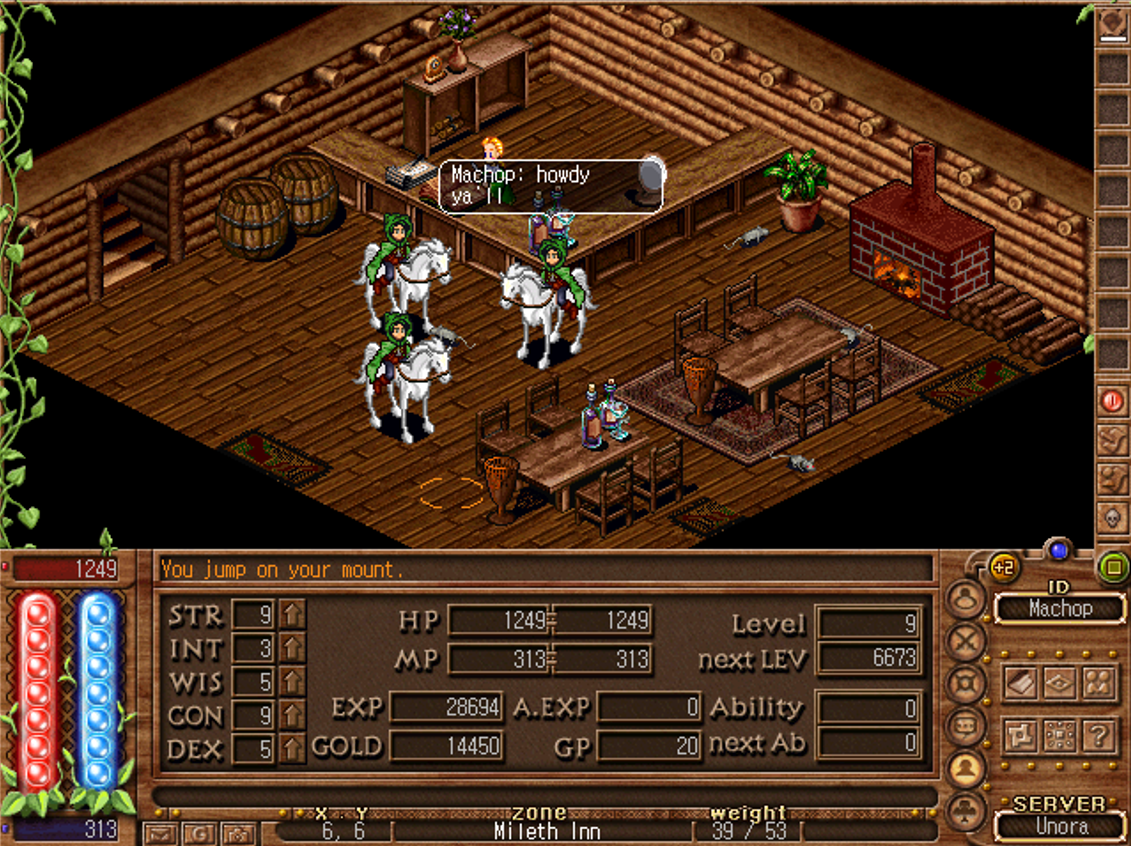 Machop: howdy
ya'll
1249
You jump on your mount.
+2
ID
Machop
STR 9
HP 1249 1249
Level 9
INT 3
MP 313 313
next LEV 6673
WIS 5
CON 9
EXP 28694
A.EXP 0
Ability 0
DEX 5
GOLD 14450
GP 20
next Ab 0
?
313
G
X . Y
6, 6
zone
Mileth Inn
weight
39 / 53
SERVER
Unora